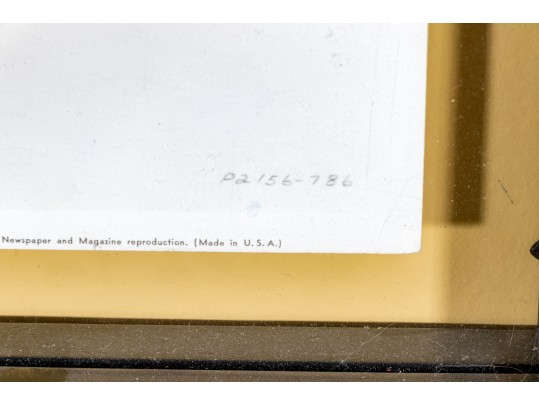 P2156-786
Newspaper and Magazine reproduction. (Made in U.S.A.)